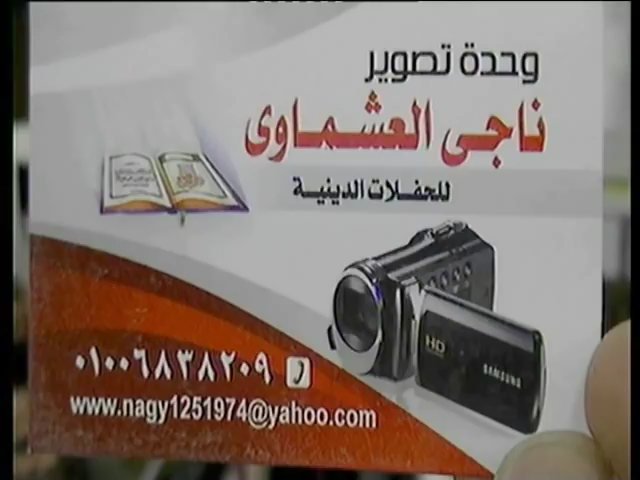 وحدة تصوير
ناجى العشماوى
للحفلات الدينية
HD
SAMSUNG
٠١٠٠٦٨٣٨٢٠٩
www.nagy1251974@yahoo.com